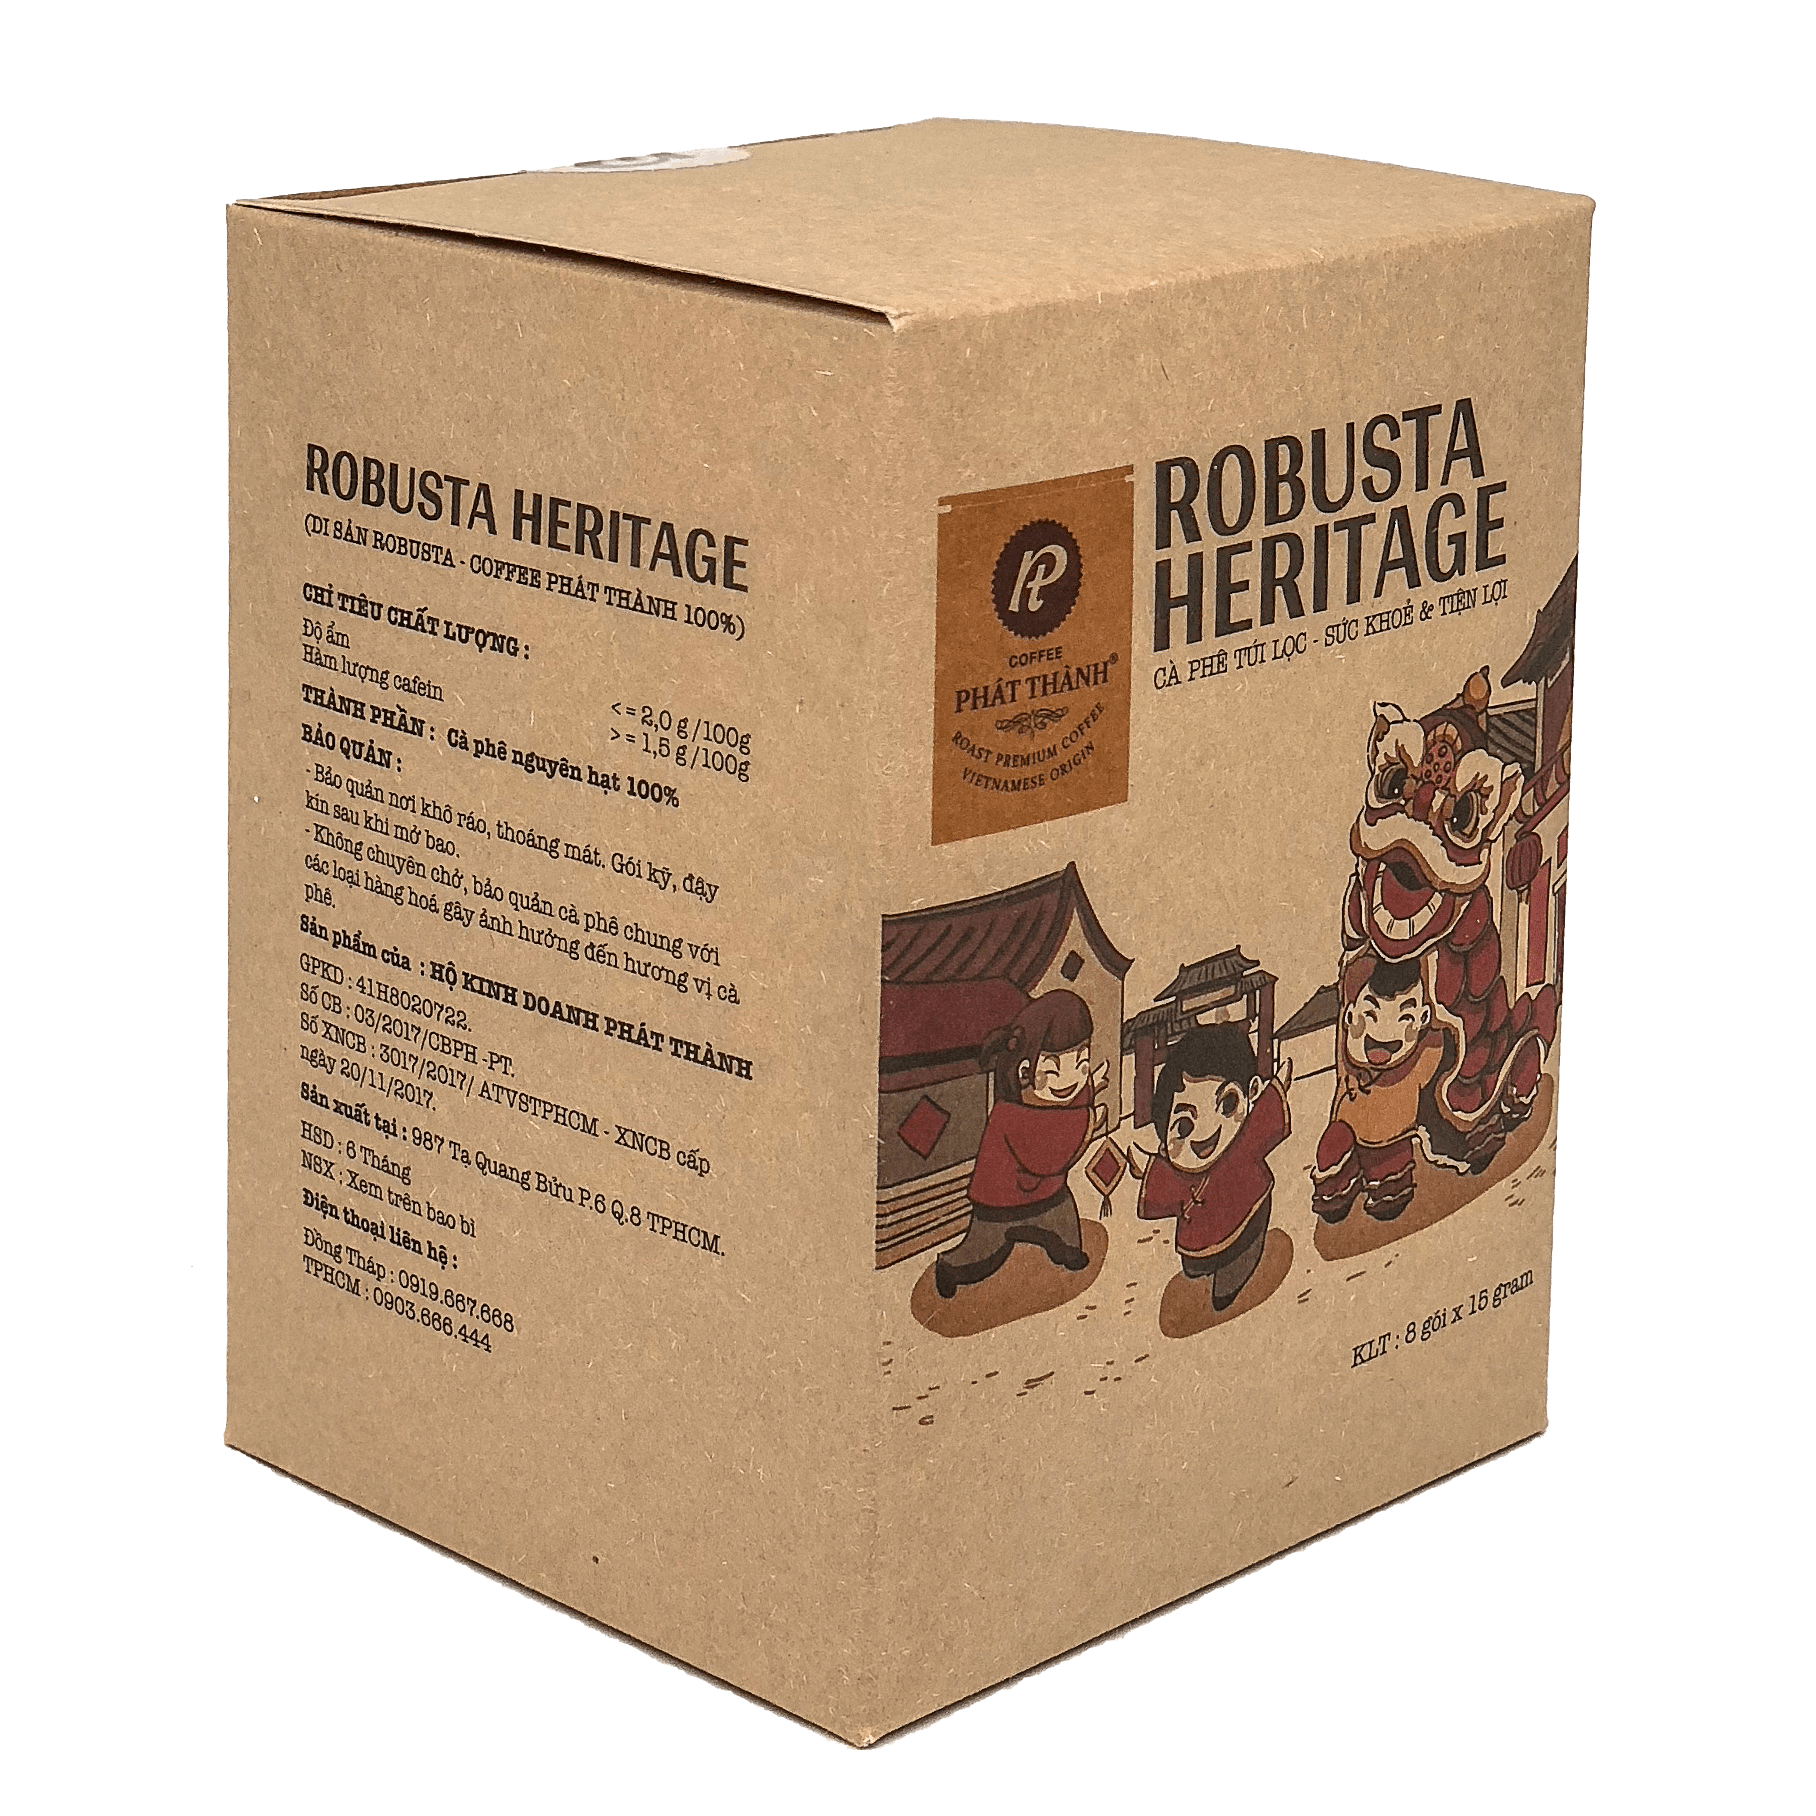 ROBUSTA HERITAGE
(DI SẢN ROBUSTA - COFFEE PHÁT THÀNH 100%)
CHỈ TIÊU CHẤT LƯỢNG :
Độ ẩm < = 2,0 g /100g
Hàm lượng cafein > = 1,5 g /100g
THÀNH PHẦN : Cà phê nguyên hạt 100%
BẢO QUẢN :
- Bảo quản nơi khô ráo, thoáng mát. Gói kỹ, đậy
kín sau khi mở bao.
- Không chuyên chở, bảo quản cà phê chung với
các loại hàng hoá gây ảnh hưởng đến hương vị cà
phê.
Sản phẩm của : HỘ KINH DOANH PHÁT THÀNH
GPKD : 41H8020722.
Số CB : 03/2017/CBPH -PT.
Số XNCB : 3017/2017/ ATVSTPHCM - XNCB cấp
ngày 20/11/2017.
Sản xuất tại : 987 Tạ Quang Bửu P.6 Q.8 TPHCM.
HSD : 6 Tháng
NSX : Xem trên bao bì
Điện thoại liên hệ :
Đồng Tháp : 0919.667.668
TPHCM : 0903.666.444
COFFEE
PHÁT THÀNH®
ROAST PREMIUM COFFEE
VIETNAMESE ORIGIN
ROBUSTA
HERITAGE
CÀ PHÊ TÚI LỌC - SỨC KHOẺ & TIỆN LỢI
KLT : 8 gói x 15 gram